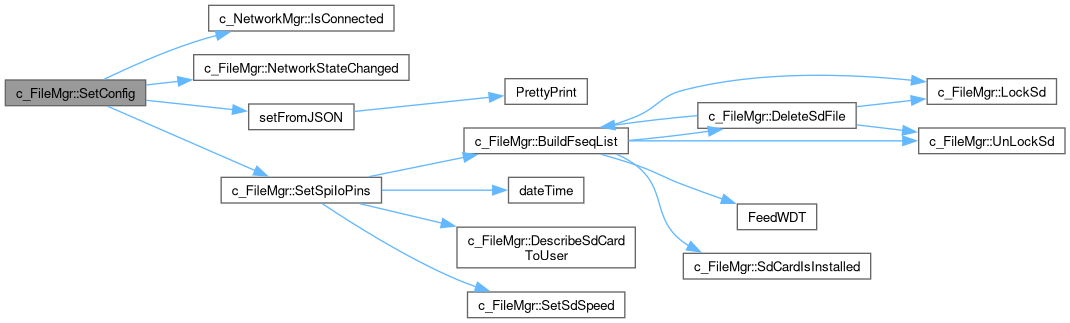 c_NetworkMgr::IsConnected
c_FileMgr::NetworkStateChanged
c_FileMgr::SetConfig
PrettyPrint
c_FileMgr::LockSd
setFromJSON
c_FileMgr::DeleteSdFile
c_FileMgr::BuildFseqList
c_FileMgr::UnLockSd
c_FileMgr::SetSpiIoPins
dateTime
FeedWDT
c_FileMgr::DescribeSdCard
ToUser
c_FileMgr::SdCardIsInstalled
c_FileMgr::SetSdSpeed